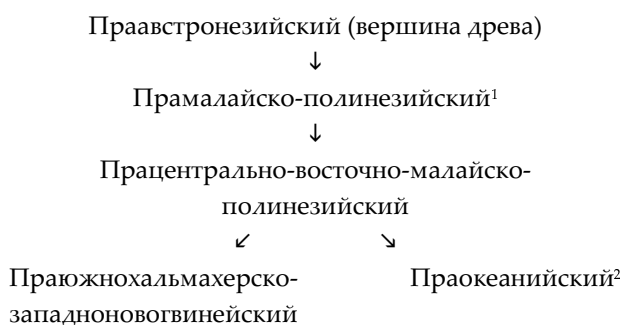 Праавстронезийский (вершина древа)
↓
Прамалайско-полинезийский¹
↓
Працентрально-восточно-малайско-
полинезийский
↙ ↘
Праюжнохальмахерско- Праокеанийский²
западноновогвинейский